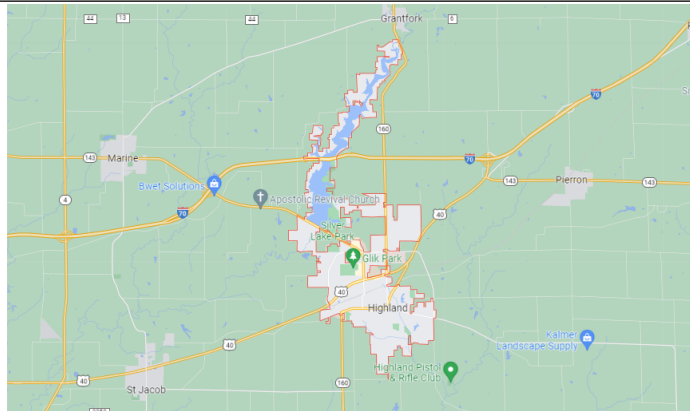 44
13
44
Grantfork
6
70
160
143
Marine
70
143
Pierron
143
Bwet Solutions
4
70
Apostolic Revival Church
40
Silver
Lake Park
Glik Park
40
Highland
40
Kalmer
Landscape Supply
Highland Pistol
& Rifle Club
40
160
St Jacob